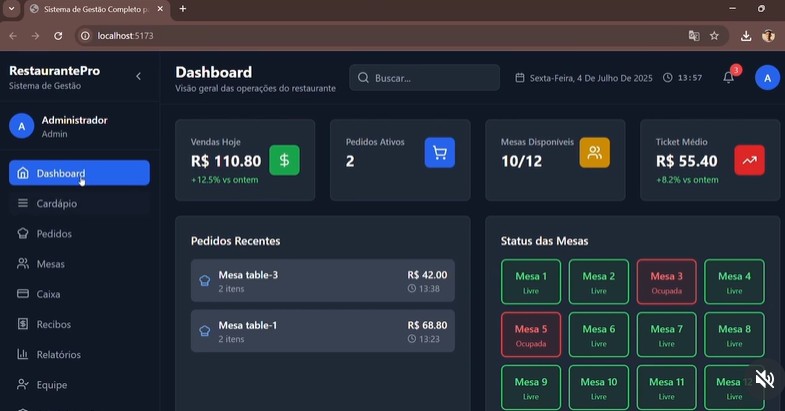 Sistema de Gestão Completo p
localhost:5173
RestaurantePro
Sistema de Gestão
A
Administrador
Admin
Dashboard
Cardápio
Pedidos
Mesas
Caixa
Recibos
Relatórios
Equipe
Dashboard
Visão geral das operações do restaurante
Buscar...
Sexta-Feira, 4 De Julho De 2025
13:57
3
A
Vendas Hoje
R$ 110.80
+12.5% vs ontem
$
Pedidos Ativos
2
Mesas Disponíveis
10/12
Ticket Médio
R$ 55.40
+8.2% vs ontem
Pedidos Recentes
Mesa table-3
R$ 42.00
2 itens
13:38
Mesa table-1
R$ 68.80
2 itens
13:23
Status das Mesas
Mesa 1
Livre
Mesa 2
Livre
Mesa 3
Ocupada
Mesa 4
Livre
Mesa 5
Ocupada
Mesa 6
Livre
Mesa 7
Livre
Mesa 8
Livre
Mesa 9
Livre
Mesa 10
Livre
Mesa 11
Livre
Mesa 12
Livre